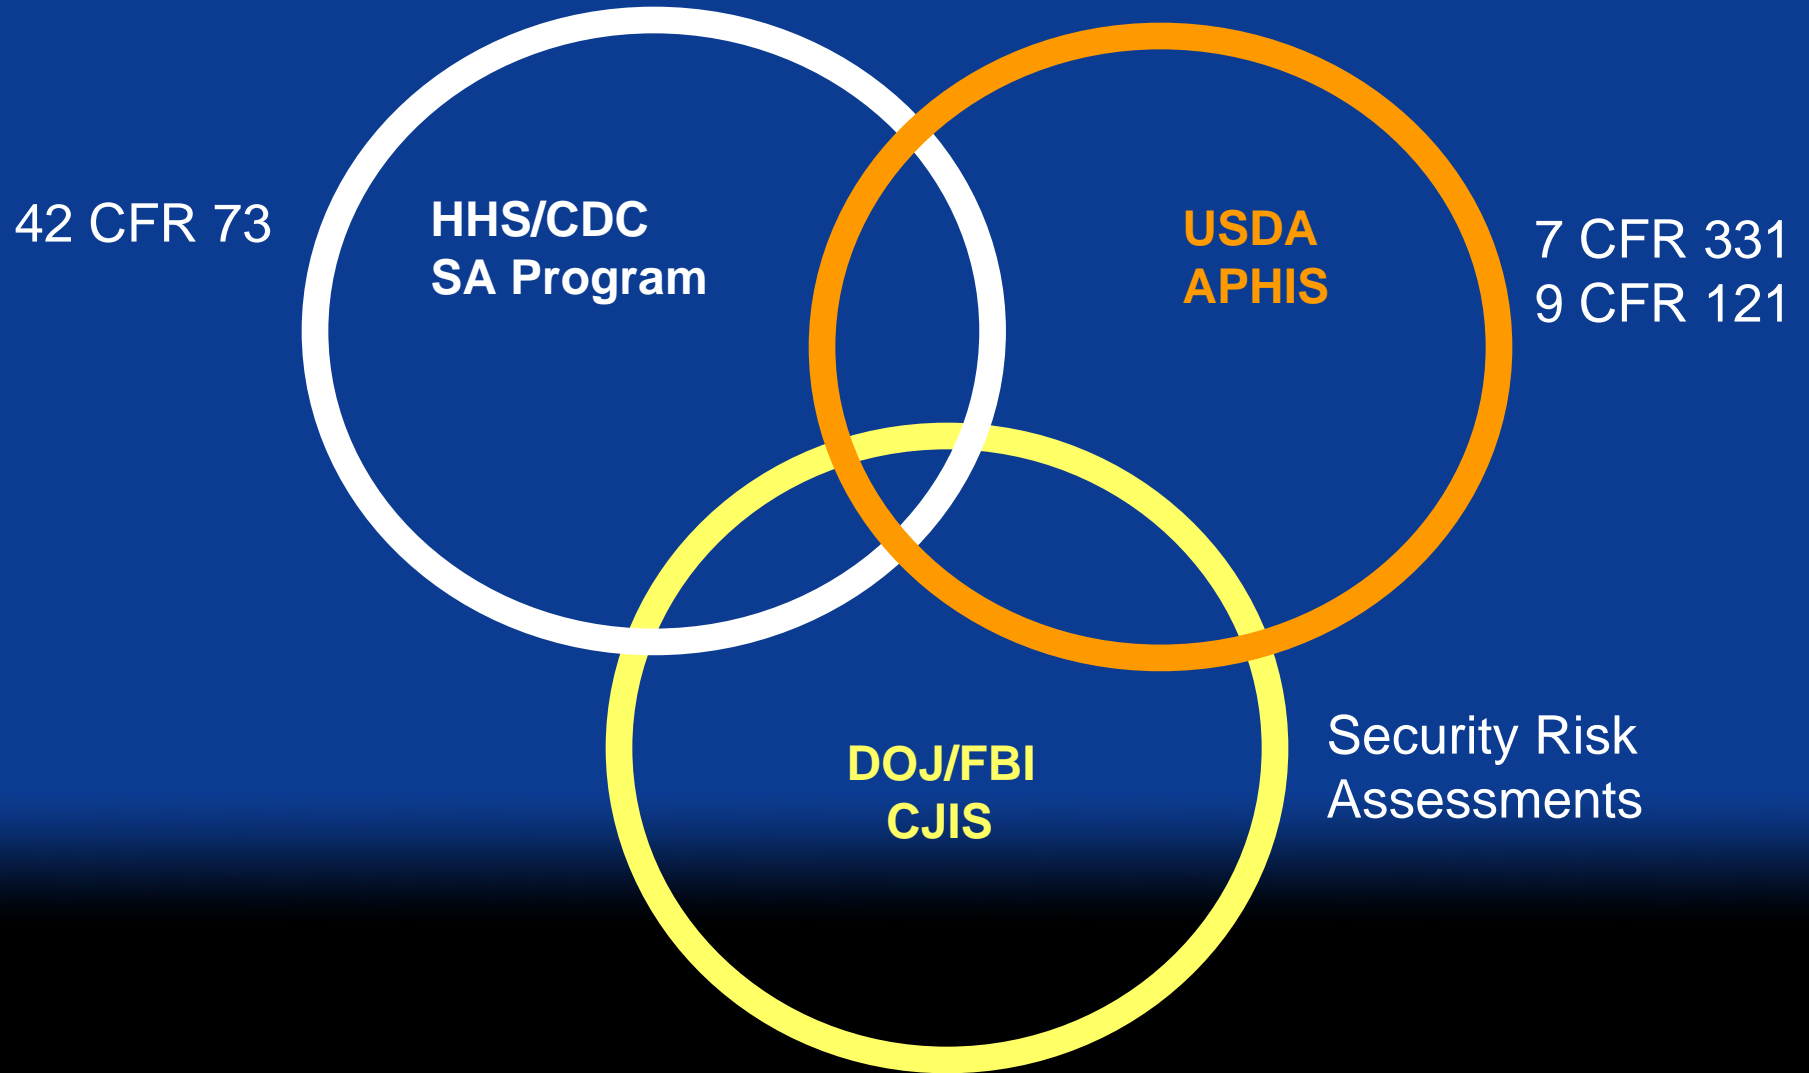 42 CFR 73
HHS/CDC
SA Program
USDA
APHIS
7 CFR 331
9 CFR 121
DOJ/FBI
CJIS
Security Risk
Assessments